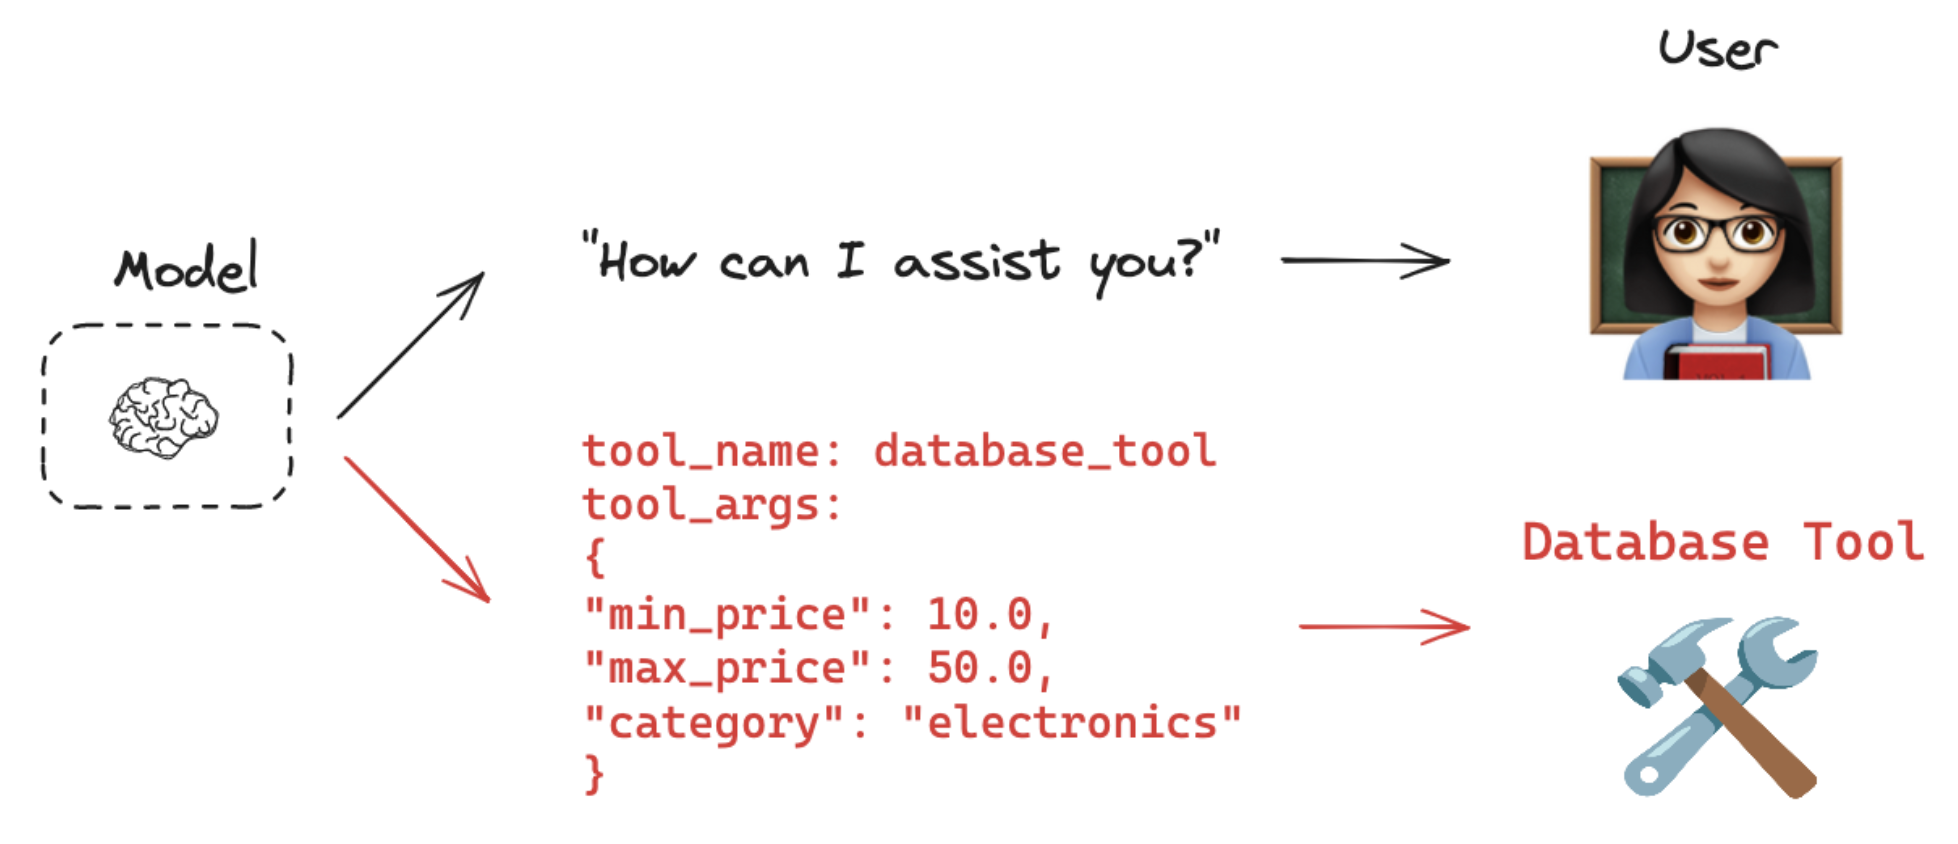 User
Model
"How can I assist you?"
tool_name: database_tool
tool_args:
{
"min_price": 10.0,
"max_price": 50.0,
"category": "electronics"
}
Database Tool